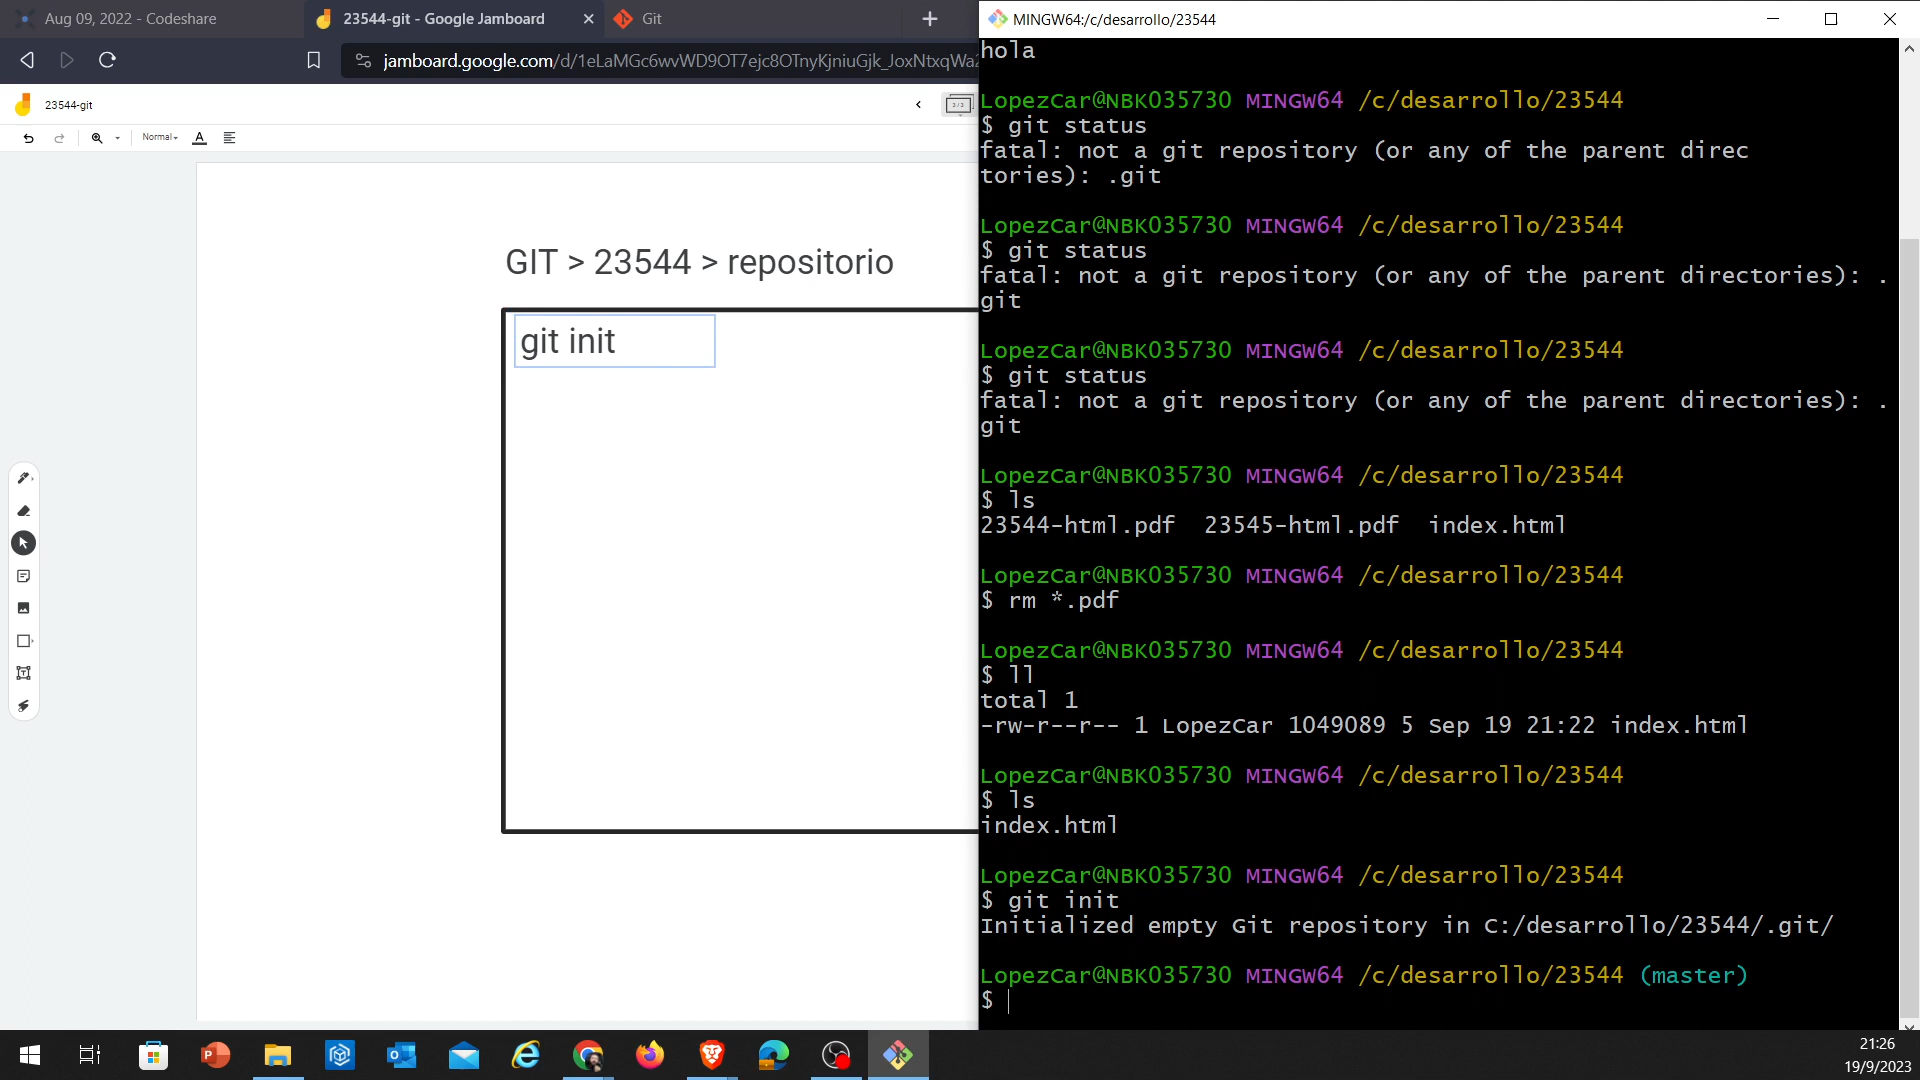 Aug 09, 2022 - Codeshare
23544-git - Google Jamboard
Git
jamboard.google.com/d/1eLaMGc6wvWD9OT7ejc8OTnyKjniuGjk_JoxNtxqWa2
23544-git
2 / 3
Normal
GIT > 23544 > repositorio
git init
MINGW64:/c/desarrollo/23544
hola
LopezCar@NBK035730 MINGW64 /c/desarrollo/23544
$ git status
fatal: not a git repository (or any of the parent direc
tories): .git
LopezCar@NBK035730 MINGW64 /c/desarrollo/23544
$ git status
fatal: not a git repository (or any of the parent directories): .
git
LopezCar@NBK035730 MINGW64 /c/desarrollo/23544
$ git status
fatal: not a git repository (or any of the parent directories): .
git
LopezCar@NBK035730 MINGW64 /c/desarrollo/23544
$ ls
23544-html.pdf  23545-html.pdf  index.html
LopezCar@NBK035730 MINGW64 /c/desarrollo/23544
$ rm *.pdf
LopezCar@NBK035730 MINGW64 /c/desarrollo/23544
$ ll
total 1
-rw-r--r-- 1 LopezCar 1049089 5 Sep 19 21:22 index.html
LopezCar@NBK035730 MINGW64 /c/desarrollo/23544
$ ls
index.html
LopezCar@NBK035730 MINGW64 /c/desarrollo/23544
$ git init
Initialized empty Git repository in C:/desarrollo/23544/.git/
LopezCar@NBK035730 MINGW64 /c/desarrollo/23544 (master)
$
21:26
19/9/2023